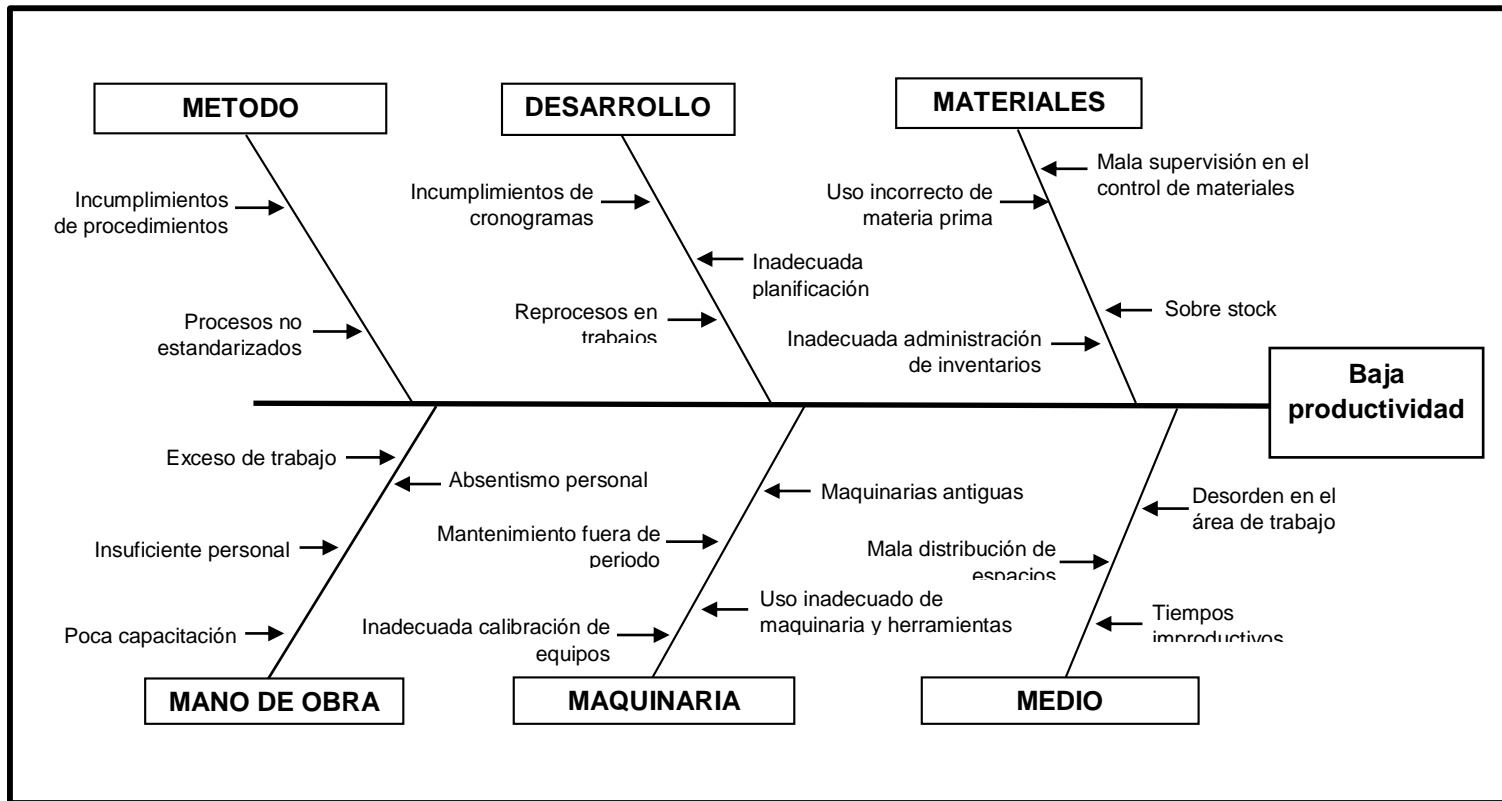 METODO
DESARROLLO
MATERIALES
Incumplimientos
de procedimientos
Procesos no
estandarizados
Incumplimientos de
cronogramas
Inadecuada
planificación
Reprocesos en
trabajos
Mala supervisión en el
control de materiales
Uso incorrecto de
materia prima
Sobre stock
Inadecuada administración
de inventarios
Baja
productividad
Exceso de trabajo
Absentismo personal
Insuficiente personal
Poca capacitación
Maquinarias antiguas
Mantenimiento fuera de
periodo
Uso inadecuado de
maquinaria y herramientas
Inadecuada calibración de
equipos
Desorden en el
área de trabajo
Mala distribución de
espacios
Tiempos
improductivos
MANO DE OBRA
MAQUINARIA
MEDIO